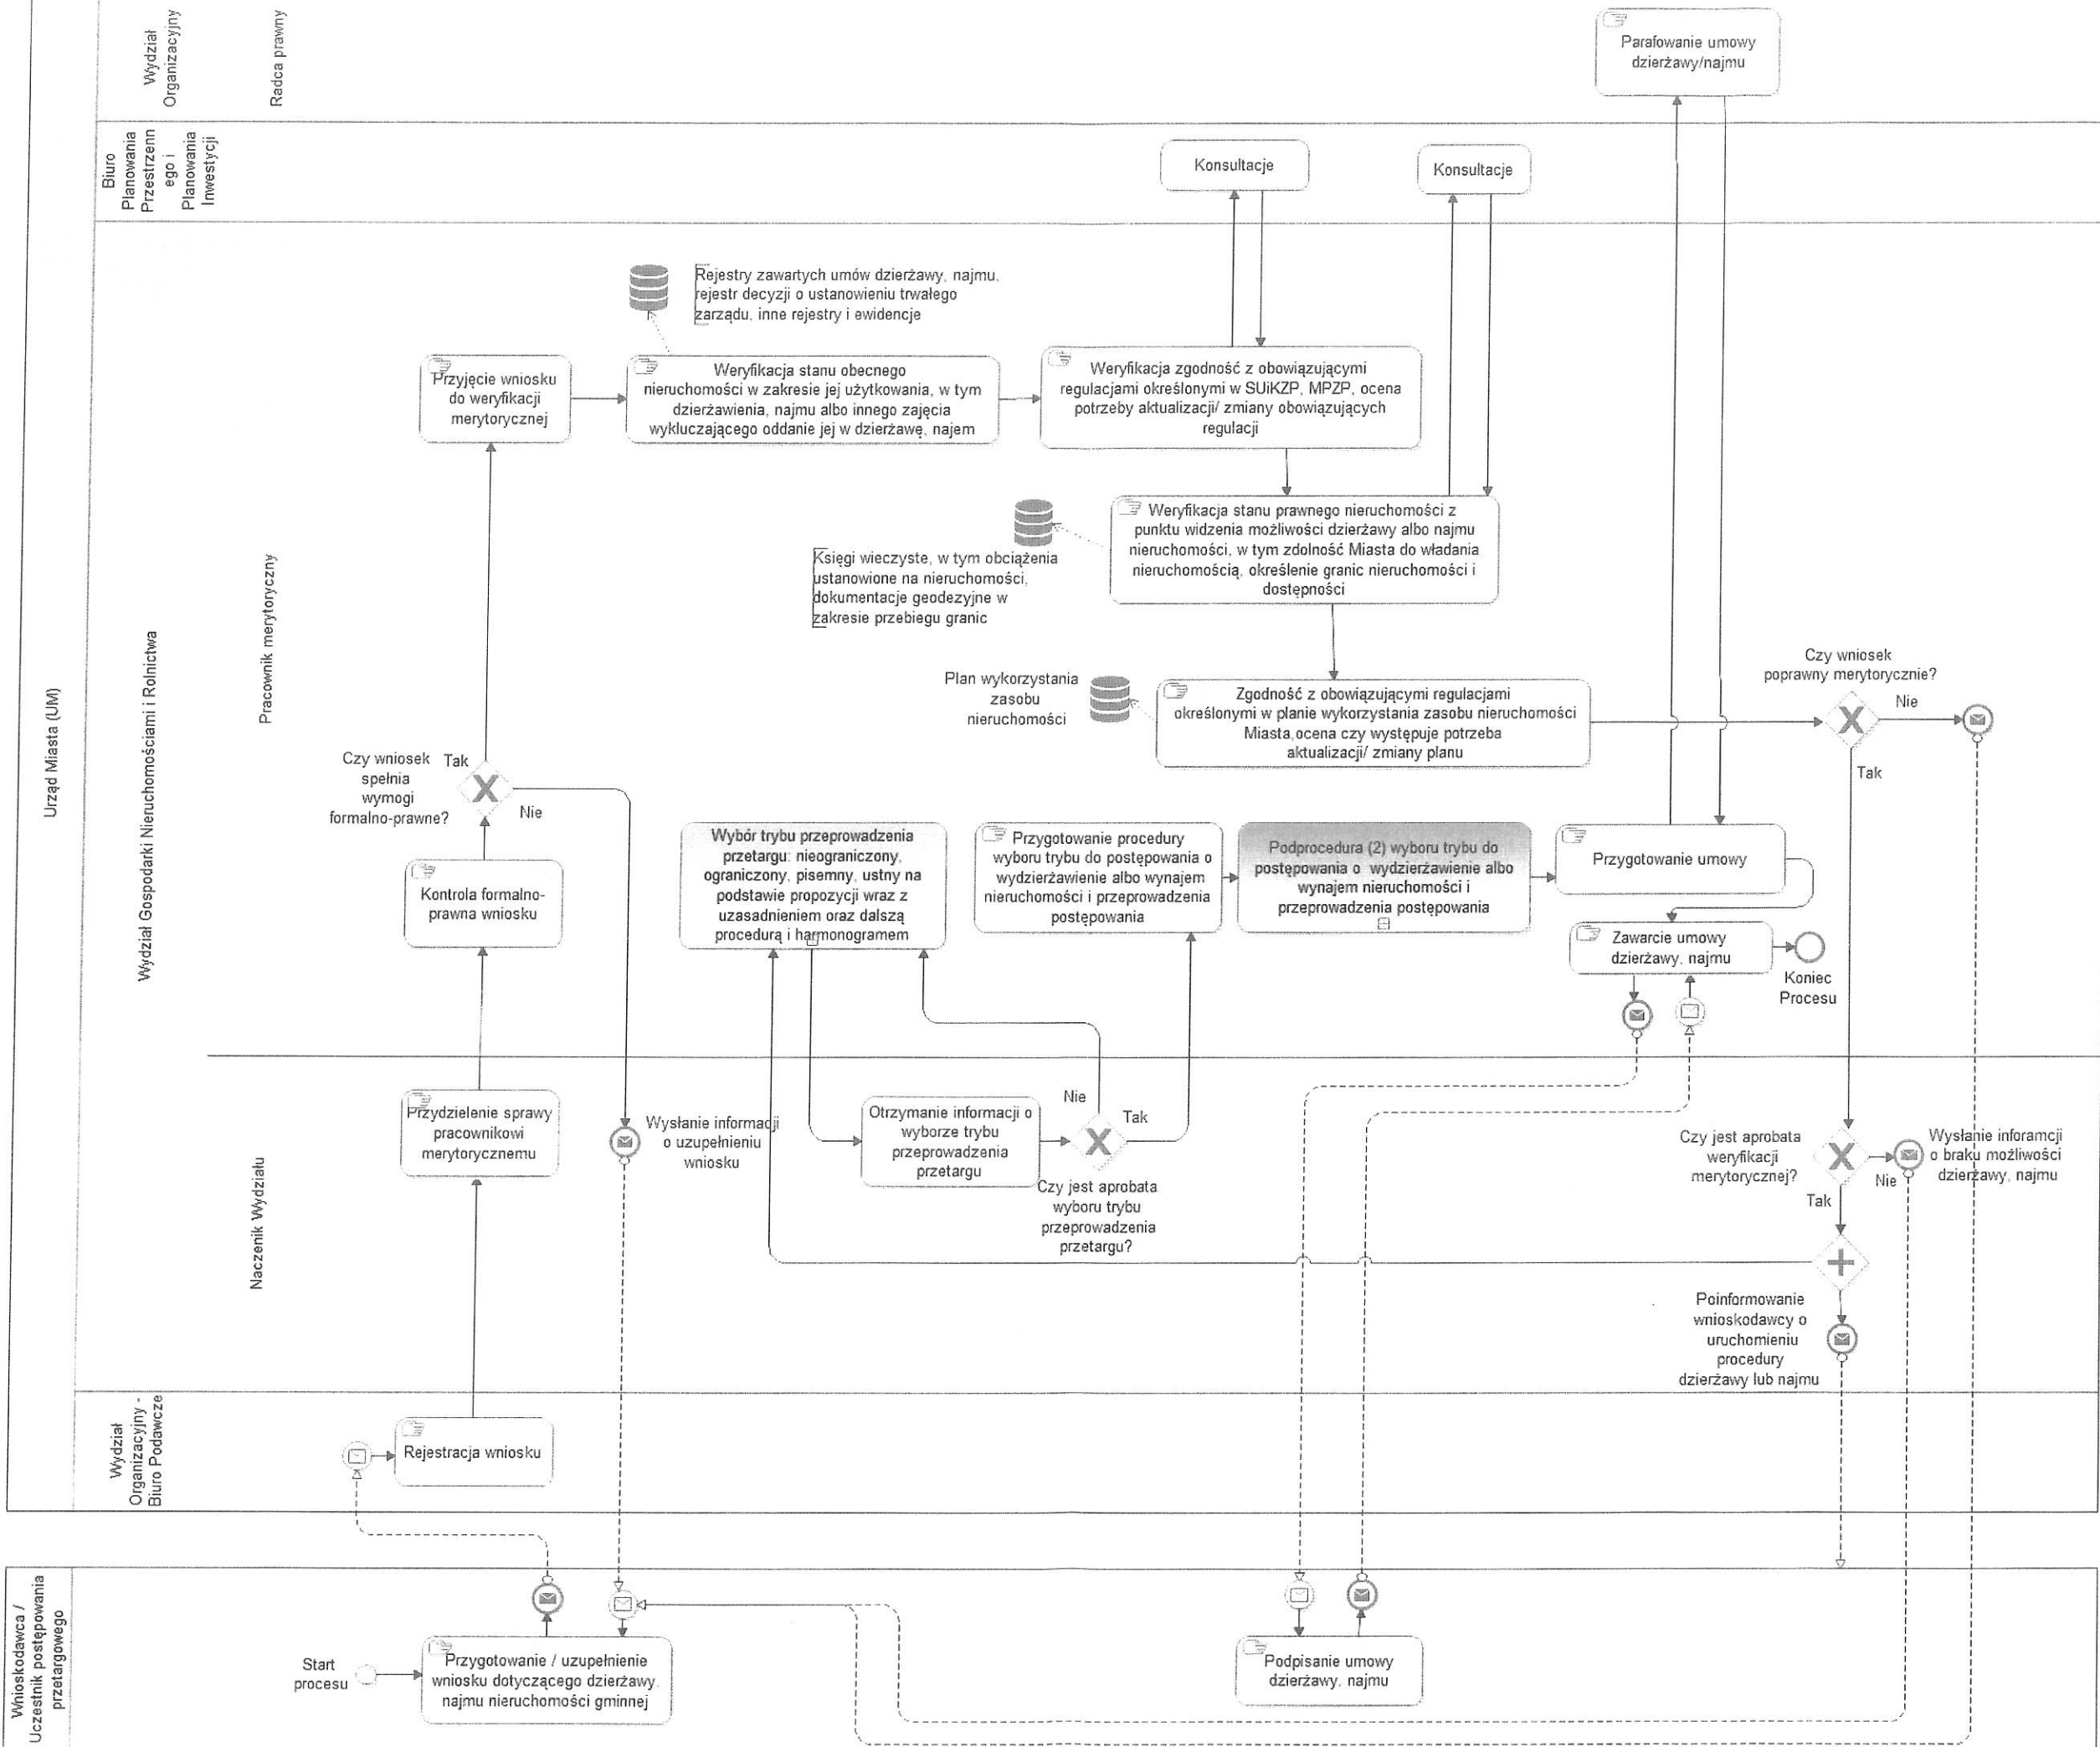 Wydział
Organizacyjny
Radca prawny
Parafowanie umowy
dzierżawy/najmu
Biuro
Planowania
Przestrzenn
ego i
Planowania
Inwestycji
Konsultacje
Konsultacje
Urząd Miasta (UM)
Wydział Gospodarki Nieruchomościami i Rolnictwa
Pracownik merytoryczny
Rejestry zawartych umów dzierżawy, najmu,
rejestr decyzji o ustanowieniu trwałego
zarządu, inne rejestry i ewidencje
Przyjęcie wniosku
do weryfikacji
merytorycznej
Weryfikacja stanu obecnego
nieruchomości w zakresie jej użytkowania, w tym
dzierżawienia, najmu albo innego zajęcia
wykluczającego oddanie jej w dzierżawę, najem
Weryfikacja zgodność z obowiązującymi
regulacjami określonymi w SUiKZP, MPZP, ocena
potrzeby aktualizacji/ zmiany obowiązujących
regulacji
Księgi wieczyste, w tym obciążenia
ustanowione na nieruchomości,
dokumentacje geodezyjne w
zakresie przebiegu granic
Weryfikacja stanu prawnego nieruchomości z
punktu widzenia możliwości dzierżawy albo najmu
nieruchomości, w tym zdolność Miasta do władania
nieruchomością, określenie granic nieruchomości i
dostępności
Plan wykorzystania
zasobu
nieruchomości
Zgodność z obowiązującymi regulacjami
określonymi w planie wykorzystania zasobu nieruchomości
Miasta,ocena czy występuje potrzeba
aktualizacji/ zmiany planu
Czy wniosek
poprawny merytorycznie?
Nie
Tak
Czy wniosek
spełnia
wymogi
formalno-prawne?
Tak
Nie
Kontrola formalno-
prawna wniosku
Wybór trybu przeprowadzenia
przetargu: nieograniczony,
ograniczony, pisemny, ustny na
podstawie propozycji wraz z
uzasadnieniem oraz dalszą
procedurą i harmonogramem
Przygotowanie procedury
wyboru trybu do postępowania o
wydzierżawienie albo wynajem
nieruchomości i przeprowadzenia
postępowania
Podprocedura (2) wyboru trybu do
postępowania o wydzierżawienie albo
wynajem nieruchomości i
przeprowadzenia postępowania
Przygotowanie umowy
Zawarcie umowy
dzierżawy, najmu
Koniec
Procesu
Naczenik Wydziału
Przydzielenie sprawy
pracownikowi
merytorycznemu
Wysłanie informacji
o uzupełnieniu
wniosku
Otrzymanie informacji o
wyborze trybu
przeprowadzenia
przetargu
Nie
Tak
Czy jest aprobata
wyboru trybu
przeprowadzenia
przetargu?
Czy jest aprobata
weryfikacji
merytorycznej?
Nie
Tak
Wysłanie inforamcji
o braku możliwości
dzierżawy, najmu
Poinformowanie
wnioskodawcy o
uruchomieniu
procedury
dzierżawy lub najmu
Wydział
Organizacyjny -
Biuro Podawcze
Rejestracja wniosku
Wnioskodawca /
Uczestnik postępowania
przetargowego
Start
procesu
Przygotowanie / uzupełnienie
wniosku dotyczącego dzierżawy,
najmu nieruchomości gminnej
Podpisanie umowy
dzierżawy, najmu